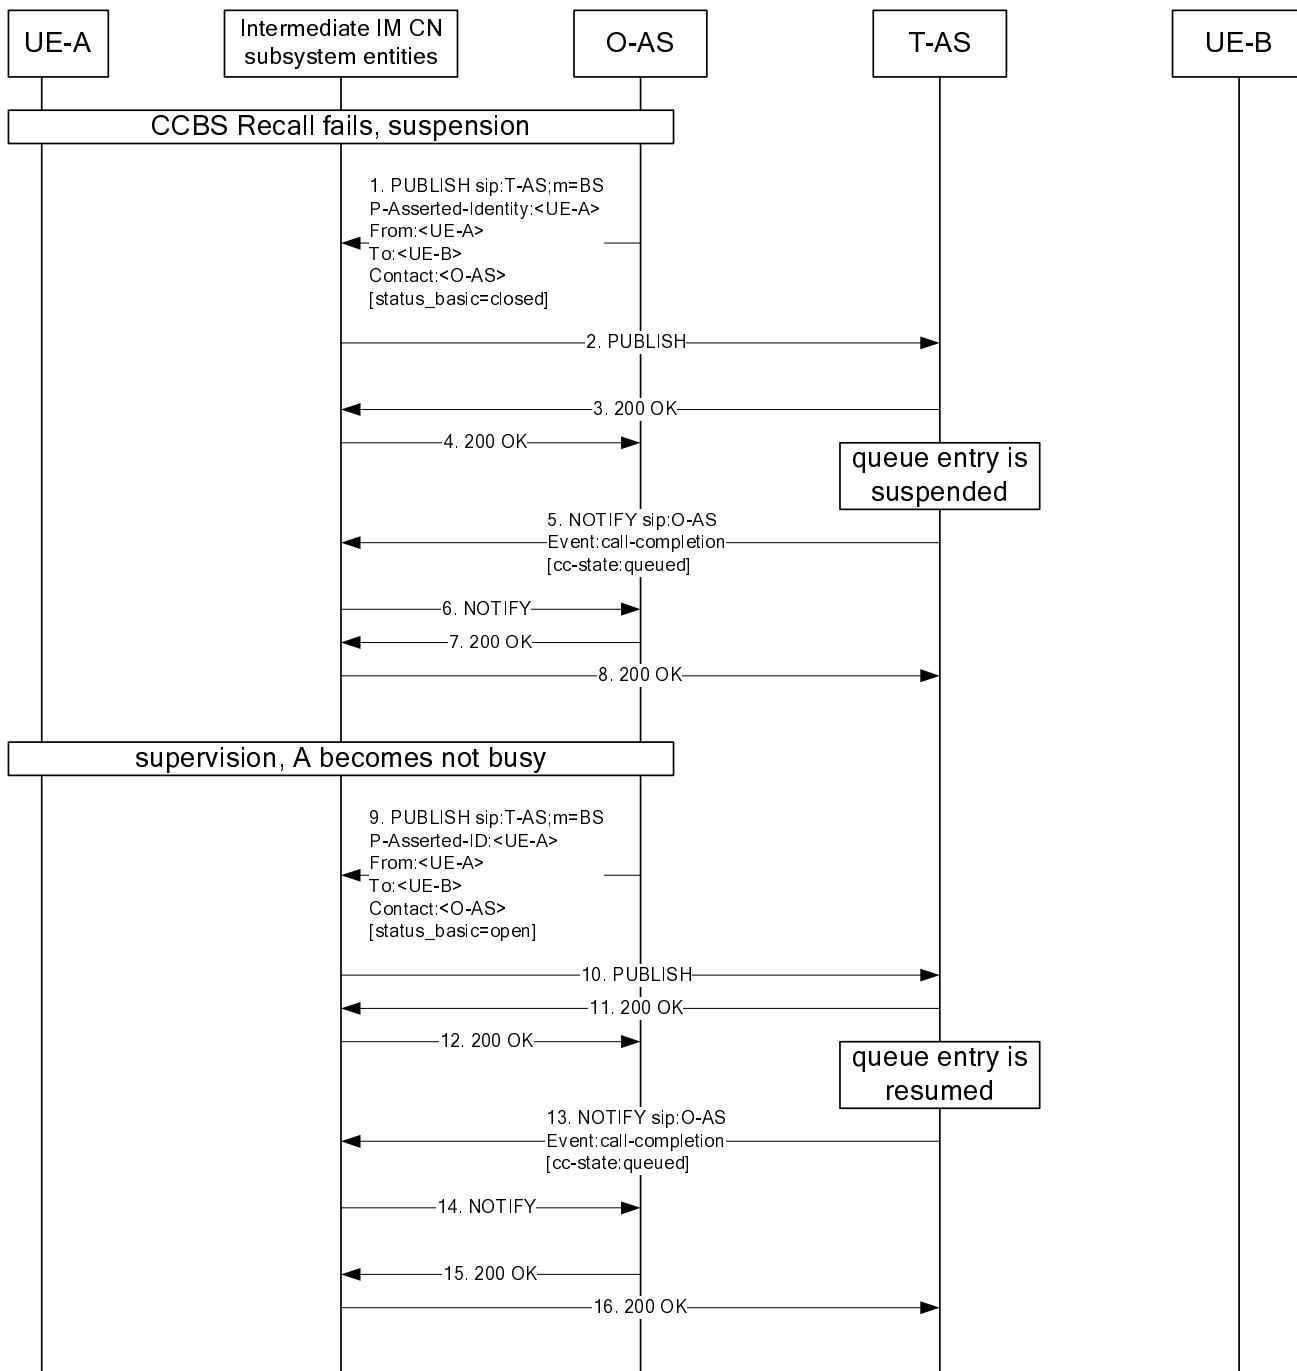 UE-A
Intermediate IM CN
subsystem entities
O-AS
T-AS
UE-B
CCBS Recall fails, suspension
1. PUBLISH sip:T-AS;m=BS
P-Asserted-Identity:<UE-A>
From:<UE-A>
To:<UE-B>
Contact:<O-AS>
[status_basic=closed]
2. PUBLISH
3. 200 OK
4. 200 OK
queue entry is
suspended
5. NOTIFY sip:O-AS
Event:call-completion
[cc-state:queued]
6. NOTIFY
7. 200 OK
8. 200 OK
supervision, A becomes not busy
9. PUBLISH sip:T-AS;m=BS
P-Asserted-ID:<UE-A>
From:<UE-A>
To:<UE-B>
Contact:<O-AS>
[status_basic=open]
10. PUBLISH
11. 200 OK
12. 200 OK
queue entry is
resumed
13. NOTIFY sip:O-AS
Event:call-completion
[cc-state:queued]
14. NOTIFY
15. 200 OK
16. 200 OK